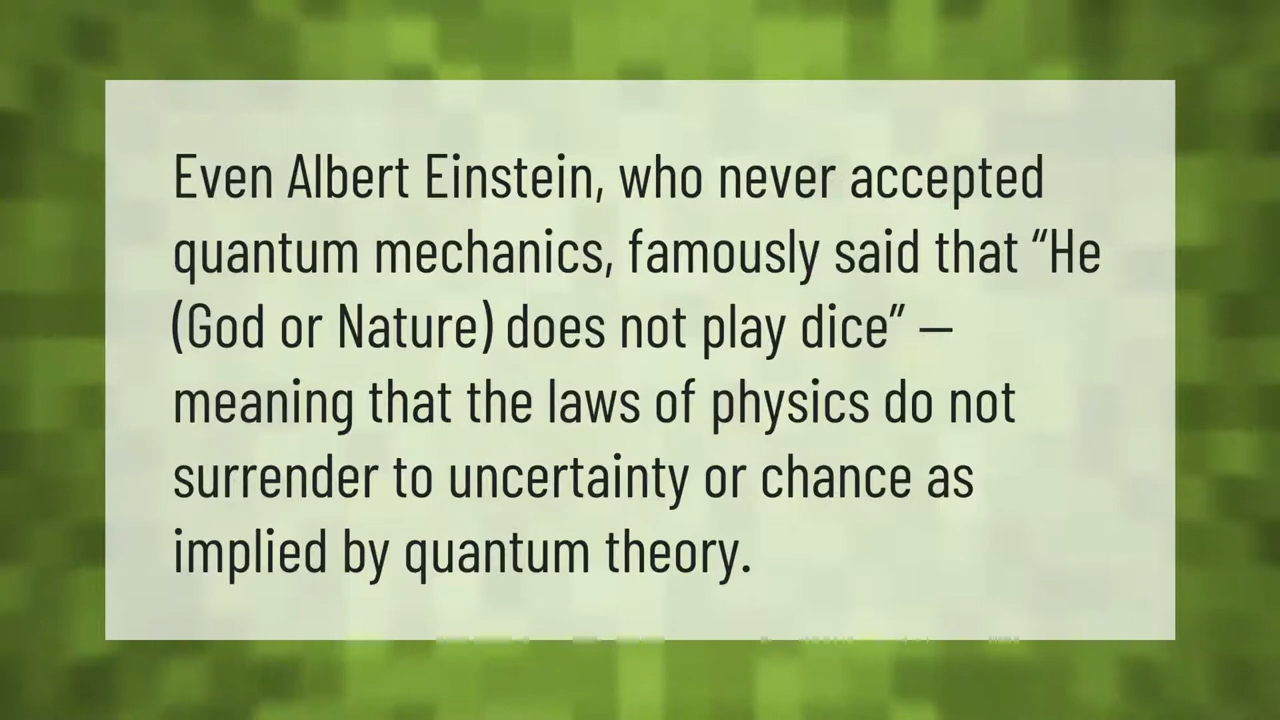 Even Albert Einstein, who never accepted
quantum mechanics, famously said that “He
(God or Nature) does not play dice” —
meaning that the laws of physics do not
surrender to uncertainty or chance as
implied by quantum theory.